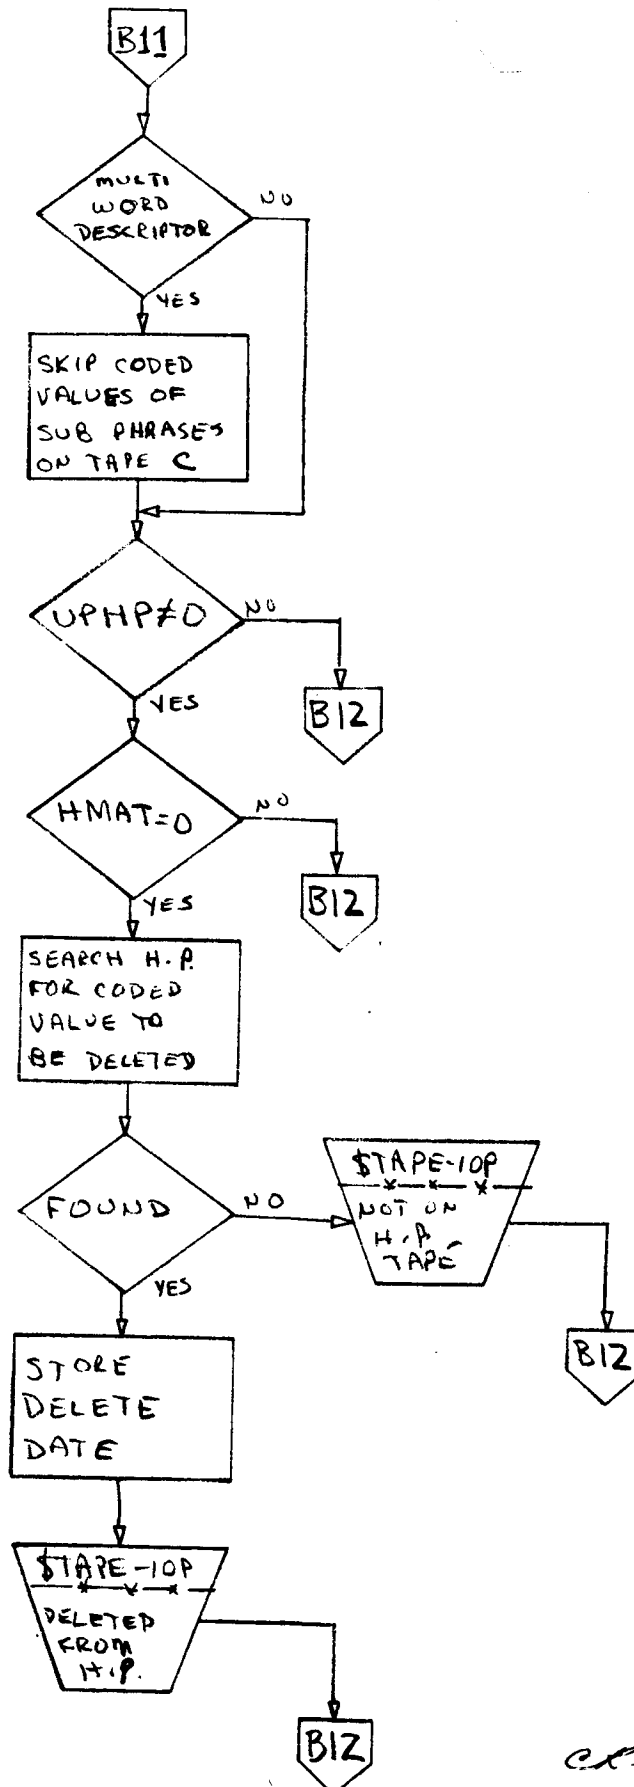 B11
MULTI
WORD
DESCRIPTOR
NO
YES
SKIP CODED
VALUES OF
SUB PHRASES
ON TAPE C
UPHP≠0
NO
B12
YES
HMAT=0
NO
B12
YES
SEARCH H.P.
FOR CODED
VALUE TO
BE DELETED
FOUND
NO
$TAPE-10P
NOT ON
H.P.
TAPE
B12
YES
STORE
DELETE
DATE
$TAPE-10P
DELETED
FROM
H.P.
B12